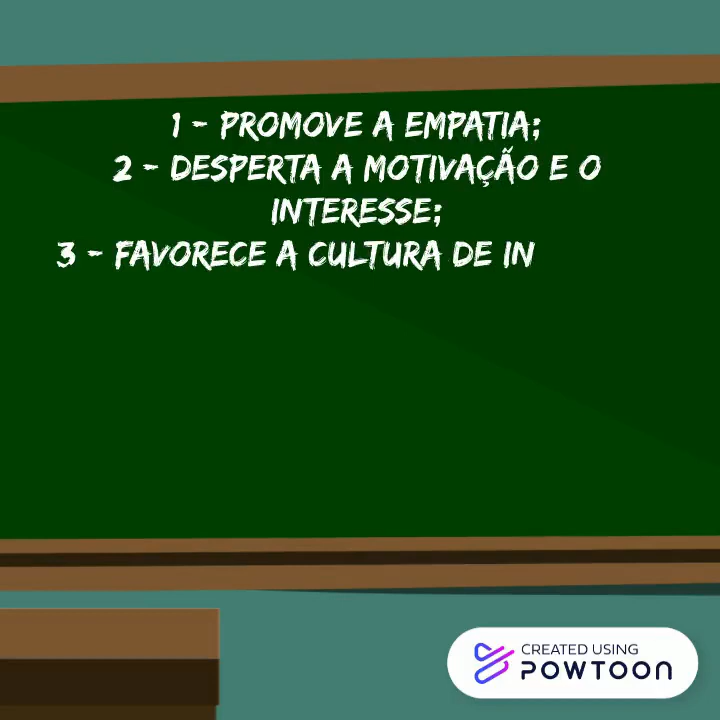 1 - PROMOVE A EMPATIA;
2 - DESPERTA A MOTIVAÇÃO E O
INTERESSE;
3 - FAVORECE A CULTURA DE IN
CREATED USING
POWTOON